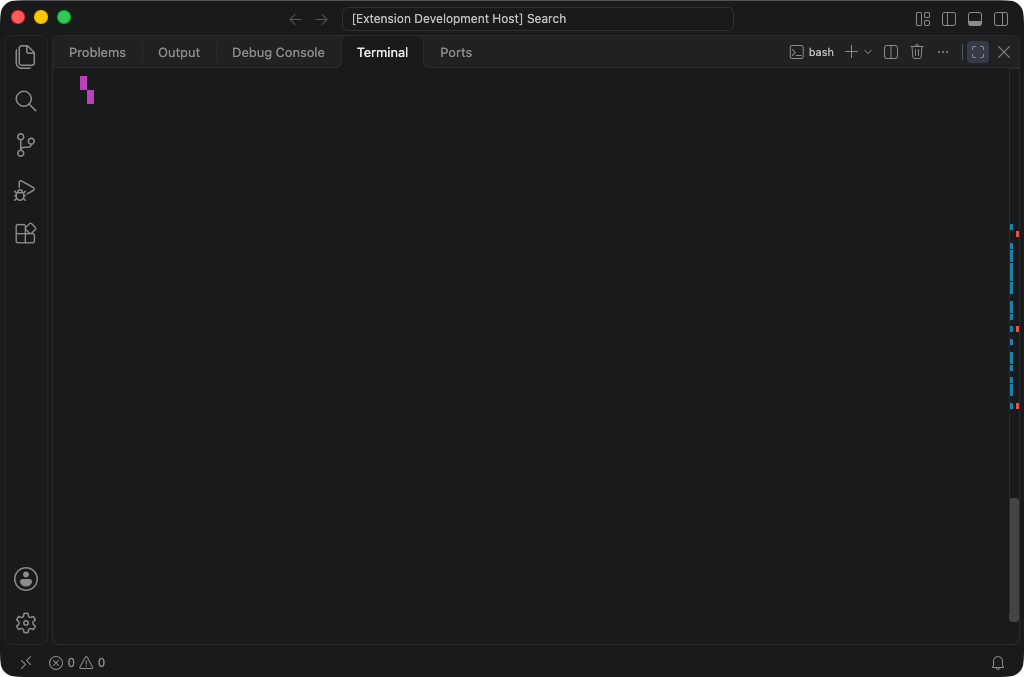 [Extension Development Host] Search
Problems
Output
Debug Console
Terminal
Ports
bash
0
0